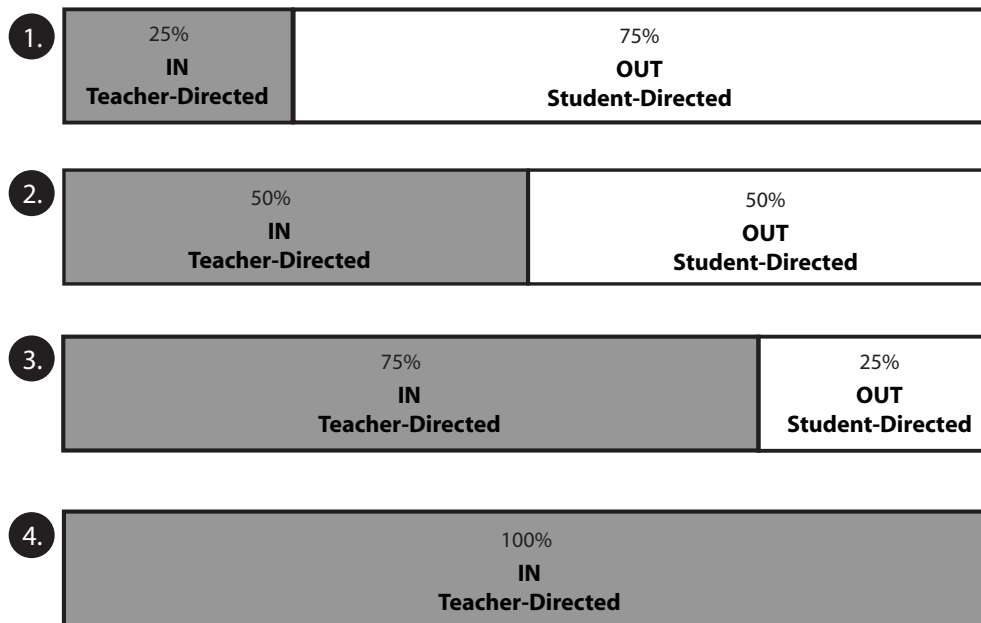 1.
25%
IN
Teacher-Directed
75%
OUT
Student-Directed
2.
50%
IN
Teacher-Directed
50%
OUT
Student-Directed
3.
75%
IN
Teacher-Directed
25%
OUT
Student-Directed
4.
100%
IN
Teacher-Directed